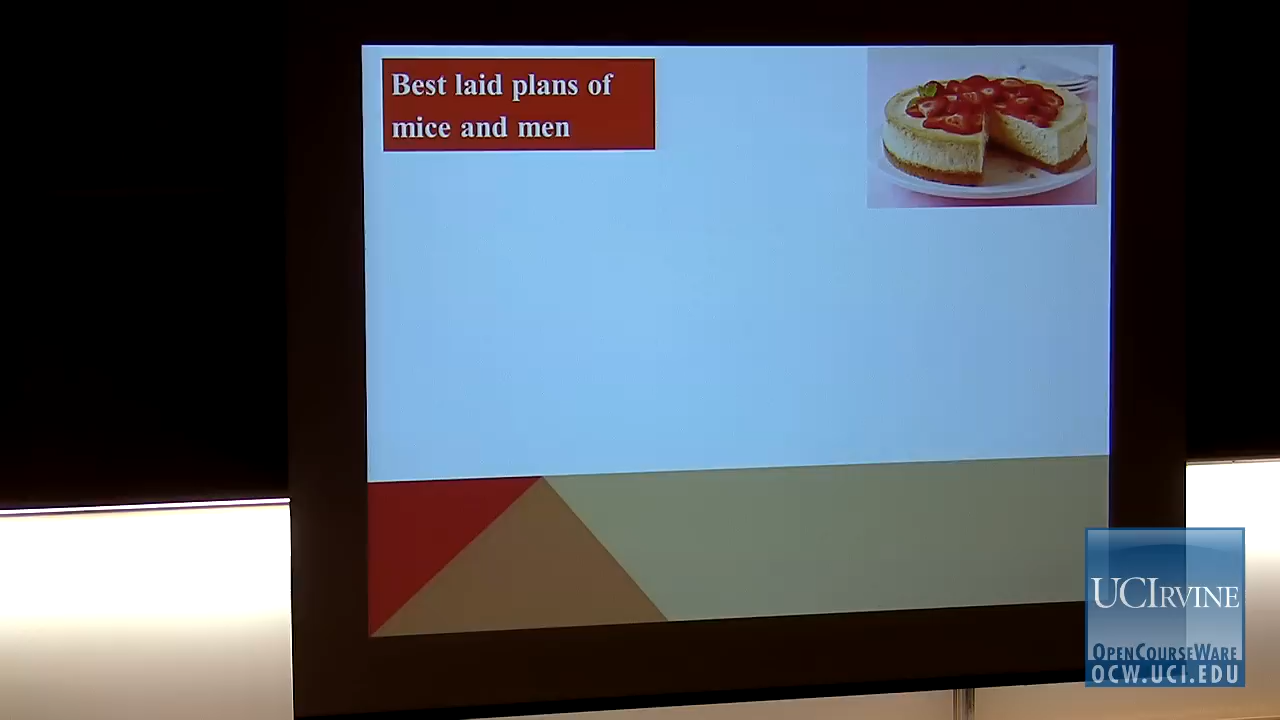 Best laid plans of
mice and men
UCIRVINE
OPENCOURSEWARE
OCW.UCI.EDU